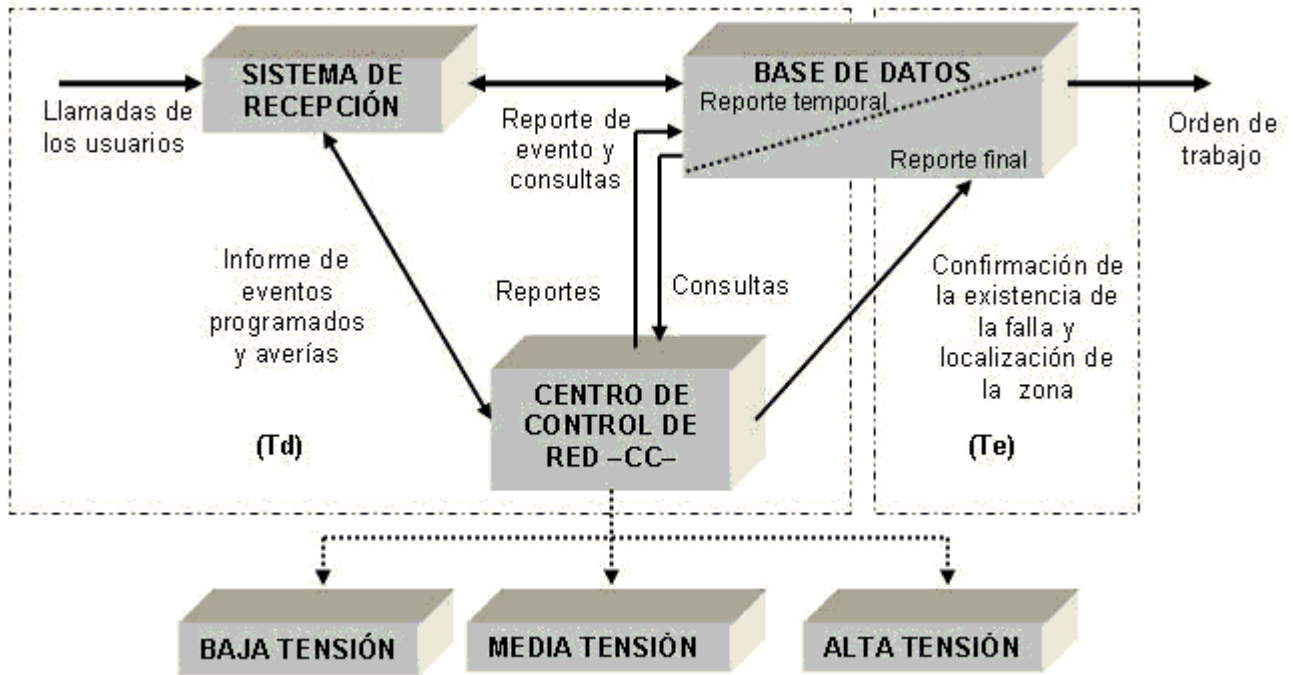 SISTEMA DE
RECEPCIÓN
BASE DE DATOS
Reporte temporal
Reporte final
Llamadas de
los usuarios
Reporte de
evento y
consultas
Orden de
trabajo
Informe de
eventos
programados
y averías
Reportes
Consultas
Confirmación de
la existencia de
la falla y
localización de
la zona
CENTRO DE
CONTROL DE
RED –CC–
(Td)
(Te)
BAJA TENSIÓN
MEDIA TENSIÓN
ALTA TENSIÓN